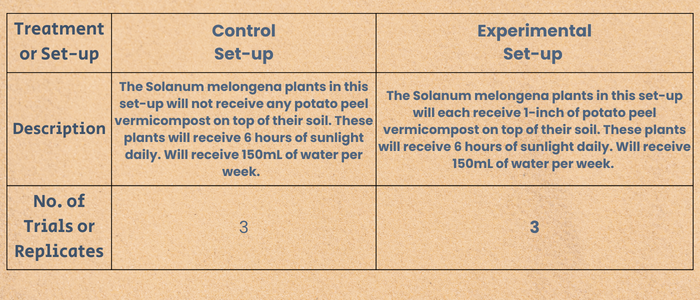 Treatment
or Set-up
Control
Set-up
Experimental
Set-up
Description
The Solanum melongena plants in this
set-up will not receive any potato peel
vermicompost on top of their soil. These
plants will receive 6 hours of sunlight
daily. Will receive 150mL of water per
week.
The Solanum melongena plants in this set-up
will each receive 1-inch of potato peel
vermicompost on top of their soil. These plants
will receive 6 hours of sunlight daily. Will receive
150mL of water per week.
No. of
Trials or
Replicates
3
3